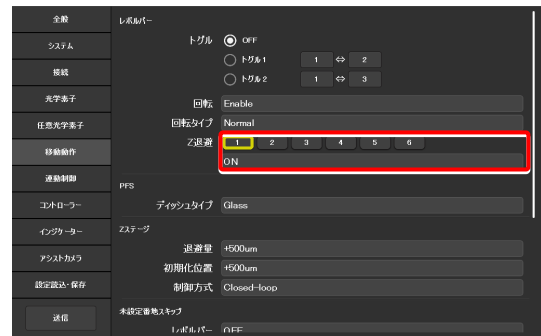 全般
システム
接続
光学素子
任意光学素子
移動動作
連動制御
コントローラー
インジケーター
アシストカメラ
設定読込・保存
送信
レボルバー
トグル OFF
トグル 1 1 ⇔ 2
トグル 2 1 ⇔ 3
回転 Enable
回転タイプ Normal
Z退避 1 2 3 4 5 6
ON
PFS
ディッシュタイプ Glass
Zステージ
退避量 +500um
初期化位置 +500um
制御方式 Closed-loop
未設定番地スキップ
レボルバー OFF